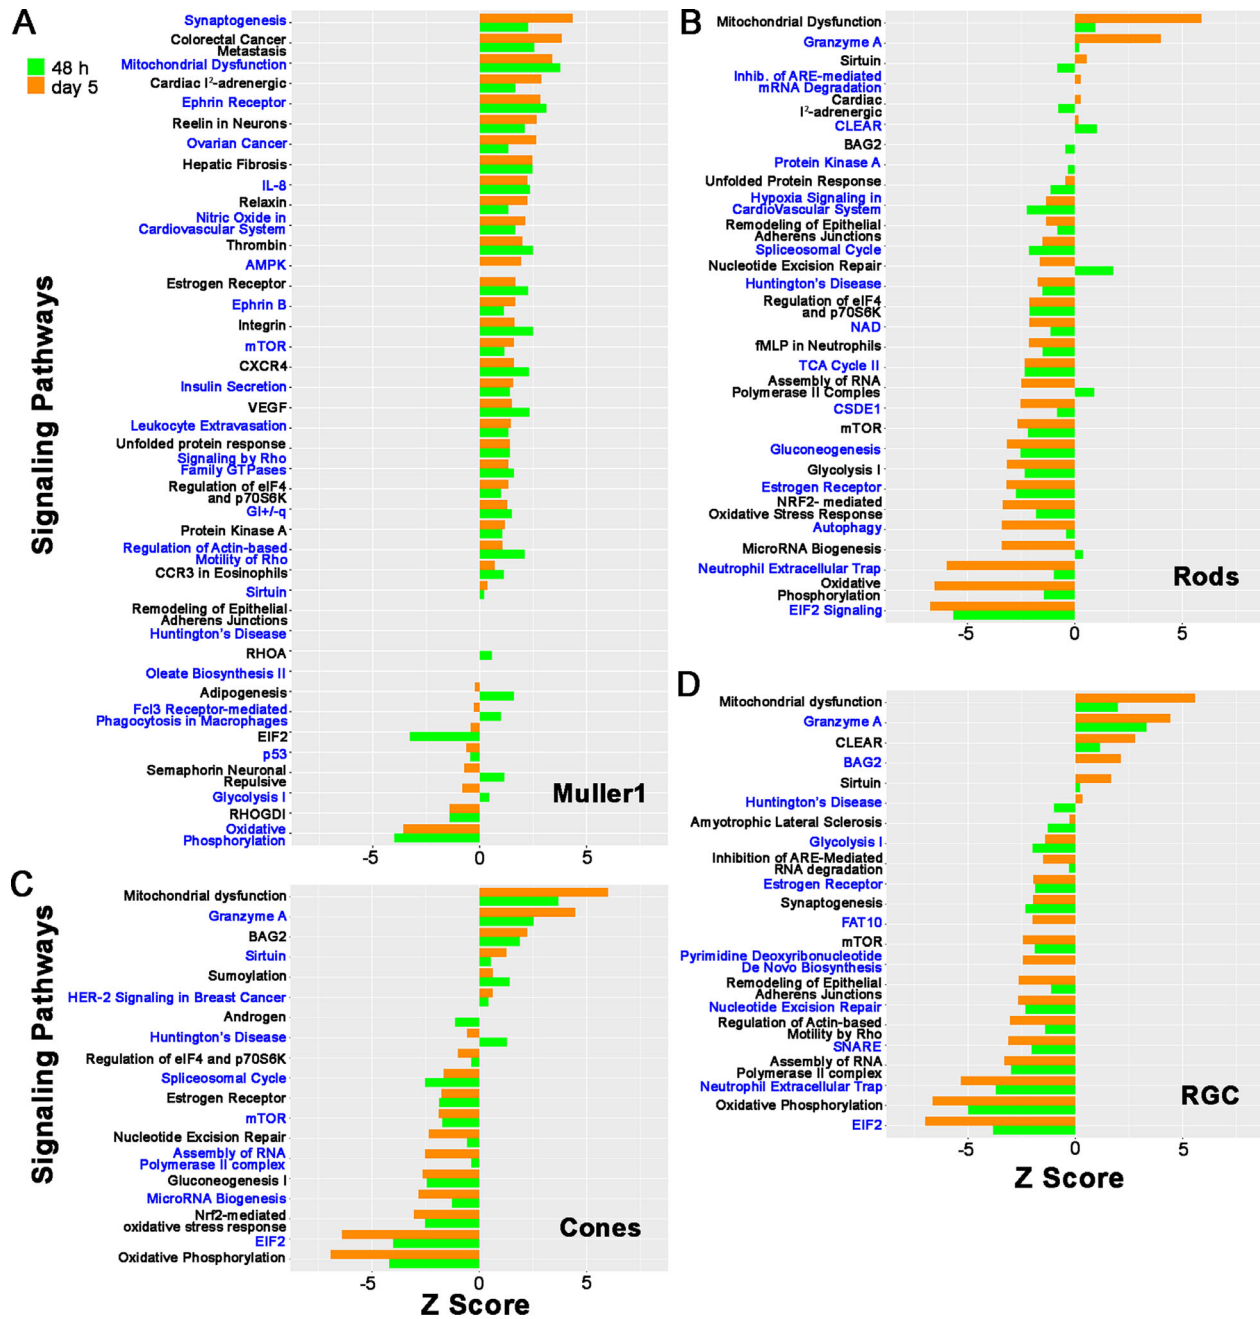 A
48 h
day 5
Signaling Pathways
Synaptogenesis
Colorectal Cancer
Metastasis
Mitochondrial Dysfunction
Cardiac I²-adrenergic
Ephrin Receptor
Reelin in Neurons
Ovarian Cancer
Hepatic Fibrosis
IL-8
Relaxin
Nitric Oxide in
Cardiovascular System
Thrombin
AMPK
Estrogen Receptor
Ephrin B
Integrin
mTOR
CXCR4
Insulin Secretion
VEGF
Leukocyte Extravasation
Unfolded protein response
Signaling by Rho
Family GTPases
Regulation of eIF4
and p70S6K
GI+/-q
Protein Kinase A
Regulation of Actin-based
Motility of Rho
CCR3 in Eosinophils
Sirtuin
Remodeling of Epithelial
Adherens Junctions
Huntington's Disease
RHOA
Oleate Biosynthesis II
Adipogenesis
Fcl3 Receptor-mediated
Phagocytosis in Macrophages
EIF2
p53
Semaphorin Neuronal
Repulsive
Glycolysis I
RHOGDI
Oxidative
Phosphorylation
Muller1
-5 0 5
B
Mitochondrial Dysfunction
Granzyme A
Sirtuin
Inhib. of ARE-mediated
mRNA Degradation
Cardiac
I²-adrenergic
CLEAR
BAG2
Protein Kinase A
Unfolded Protein Response
Hypoxia Signaling in
CardioVascular System
Remodeling of Epithelial
Adherens Junctions
Spliceosomal Cycle
Nucleotide Excision Repair
Huntington's Disease
Regulation of eIF4
and p70S6K
NAD
fMLP in Neutrophils
TCA Cycle II
Assembly of RNA
Polymerase II Comples
CSDE1
mTOR
Gluconeogenesis
Glycolysis I
Estrogen Receptor
NRF2- mediated
Oxidative Stress Response
Autophagy
MicroRNA Biogenesis
Neutrophil Extracellular Trap
Oxidative
Phosphorylation
EIF2 Signaling
Rods
-5 0 5
C
Signaling Pathways
Mitochondrial dysfunction
Granzyme A
BAG2
Sirtuin
Sumoylation
HER-2 Signaling in Breast Cancer
Androgen
Huntington's Disease
Regulation of eIF4 and p70S6K
Spliceosomal Cycle
Estrogen Receptor
mTOR
Nucleotide Excision Repair
Assembly of RNA
Polymerase II complex
Gluconeogenesis I
MicroRNA Biogenesis
Nrf2-mediated
oxidative stress response
EIF2
Oxidative Phosphorylation
Cones
-5 0 5
Z Score
D
Mitochondrial dysfunction
Granzyme A
CLEAR
BAG2
Sirtuin
Huntington's Disease
Amyotrophic Lateral Sclerosis
Glycolysis I
Inhibition of ARE-Mediated
RNA degradation
Estrogen Receptor
Synaptogenesis
FAT10
mTOR
Pyrimidine Deoxyribonucleotide
De Novo Biosynthesis
Remodeling of Epithelial
Adherens Junctions
Nucleotide Excision Repair
Regulation of Actin-based
Motility by Rho
SNARE
Assembly of RNA
Polymerase II complex
Neutrophil Extracellular Trap
Oxidative Phosphorylation
EIF2
RGC
-5 0 5
Z Score